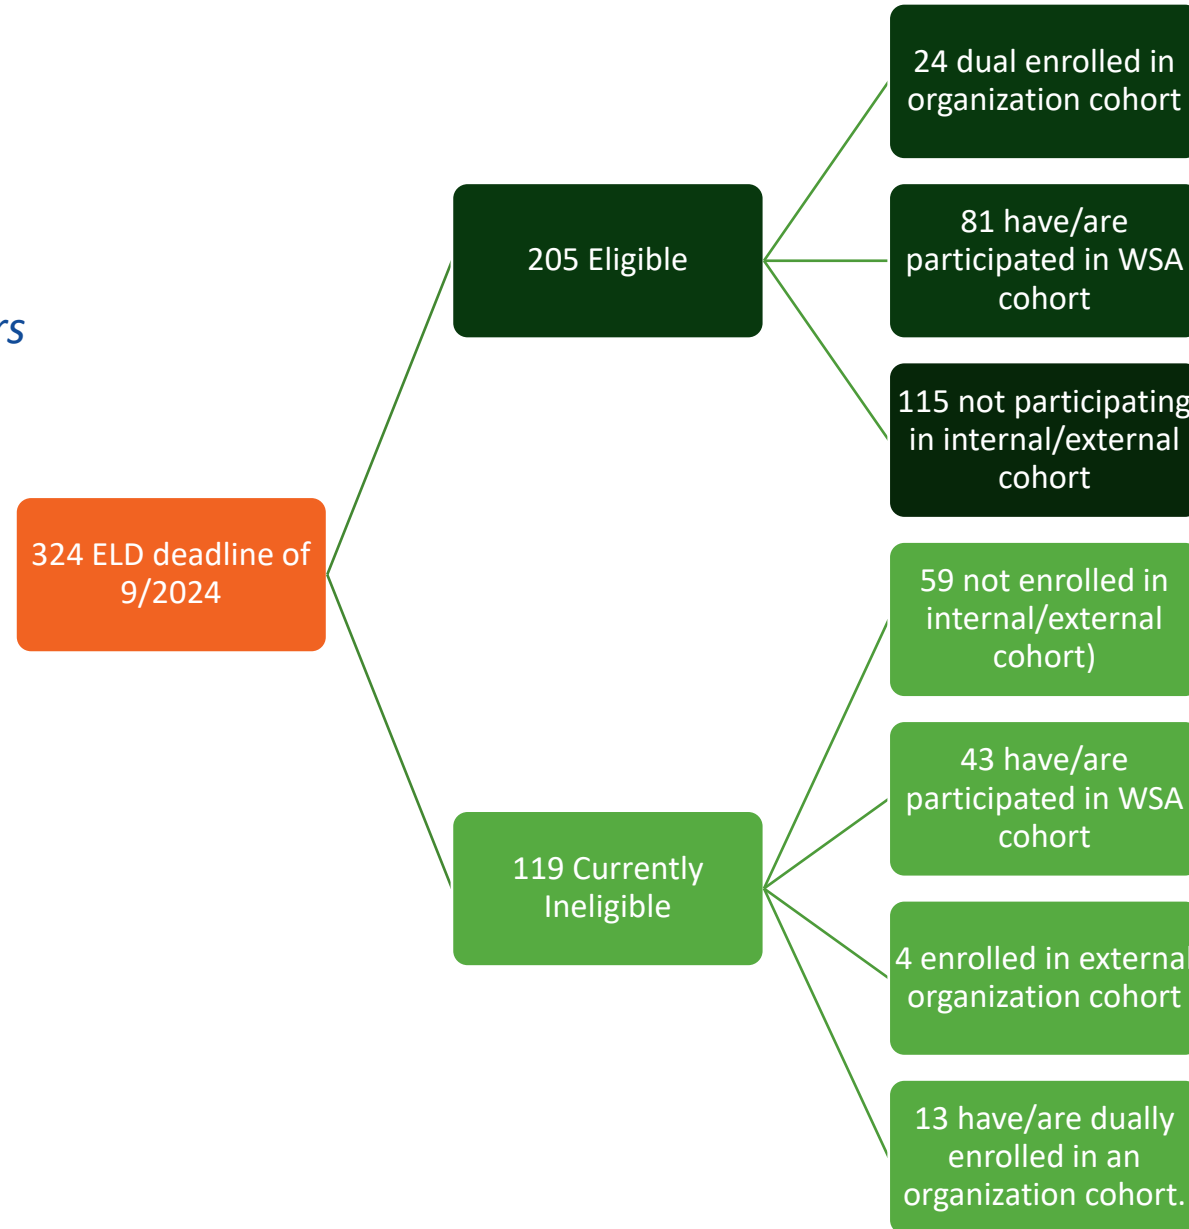 rs
324 ELD deadline of
9/2024
205 Eligible
24 dual enrolled in
organization cohort
81 have/are
participated in WSA
cohort
115 not participating
in internal/external
cohort
119 Currently
Ineligible
59 not enrolled in
internal/external
cohort)
43 have/are
participated in WSA
cohort
4 enrolled in external
organization cohort
13 have/are dually
enrolled in an
organization cohort.